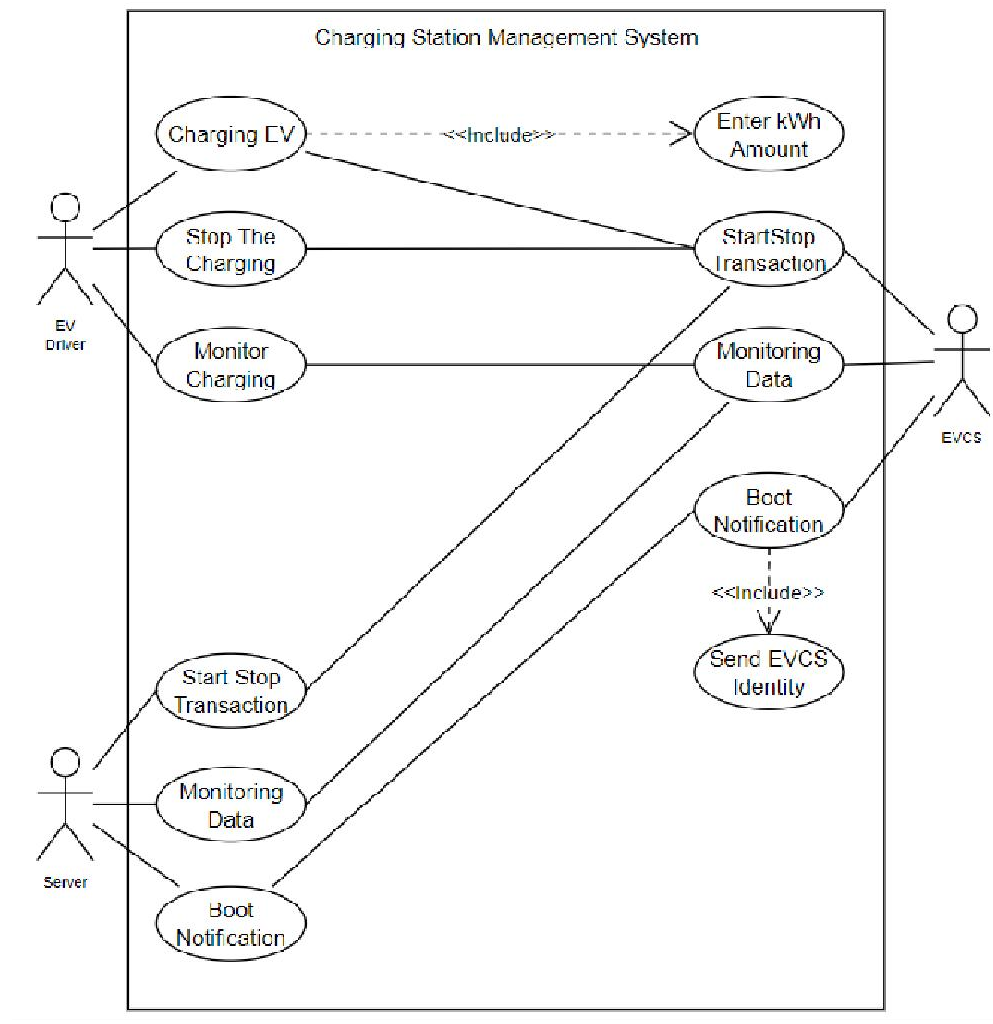 Charging Station Management System
Charging EV
<<Include>>
Enter kWh
Amount
Stop The
Charging
StartStop
Transaction
EV
Driver
Monitor
Charging
Monitoring
Data
EVCS
Boot
Notification
<<Include>>
Send EVCS
Identity
Start Stop
Transaction
Monitoring
Data
Server
Boot
Notification